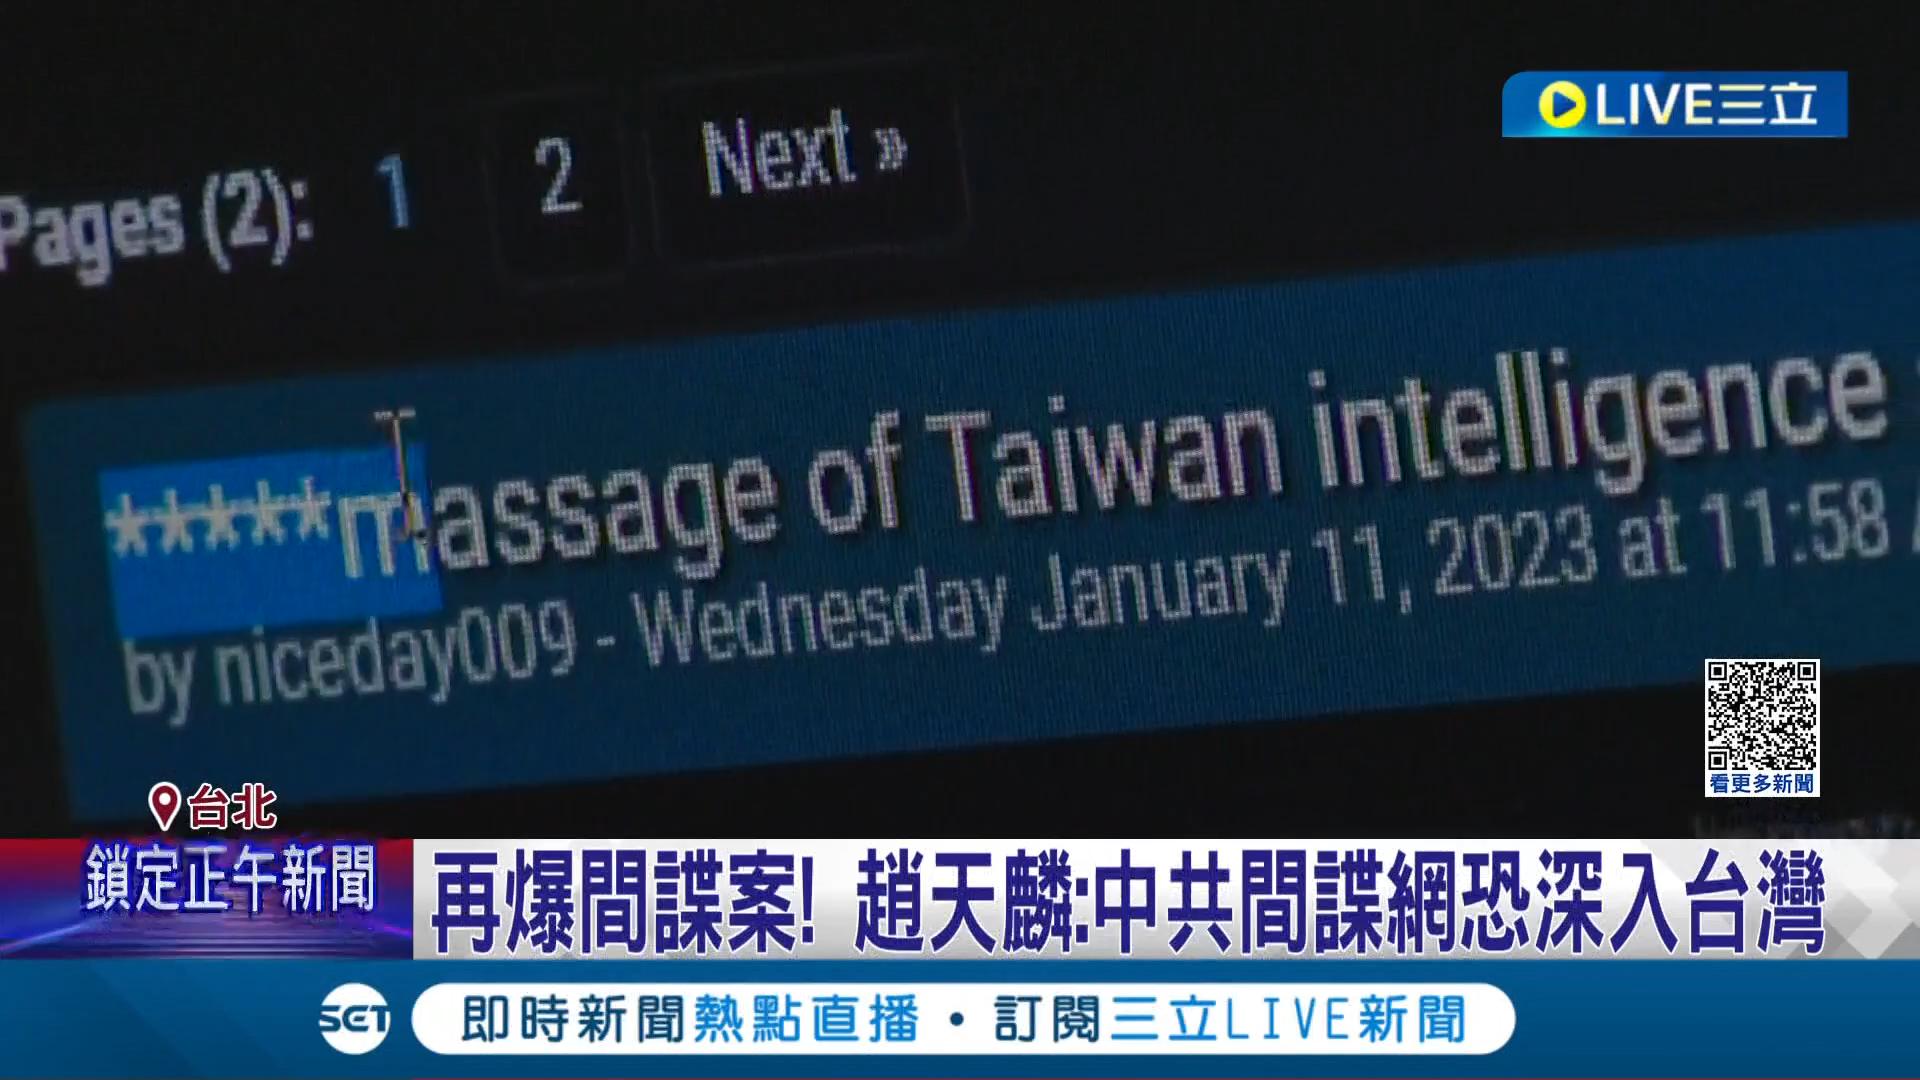 LIVE三立
Pages (2): 1 2 Next »
*****massage of Taiwan intelligence
by niceday009 - Wednesday January 11, 2023 at 11:58
看更多新聞
台北
鎖定正午新聞
再爆間諜案! 趙天麟:中共間諜網恐深入台灣
SET
即時新聞熱點直播・訂閱三立LIVE新聞